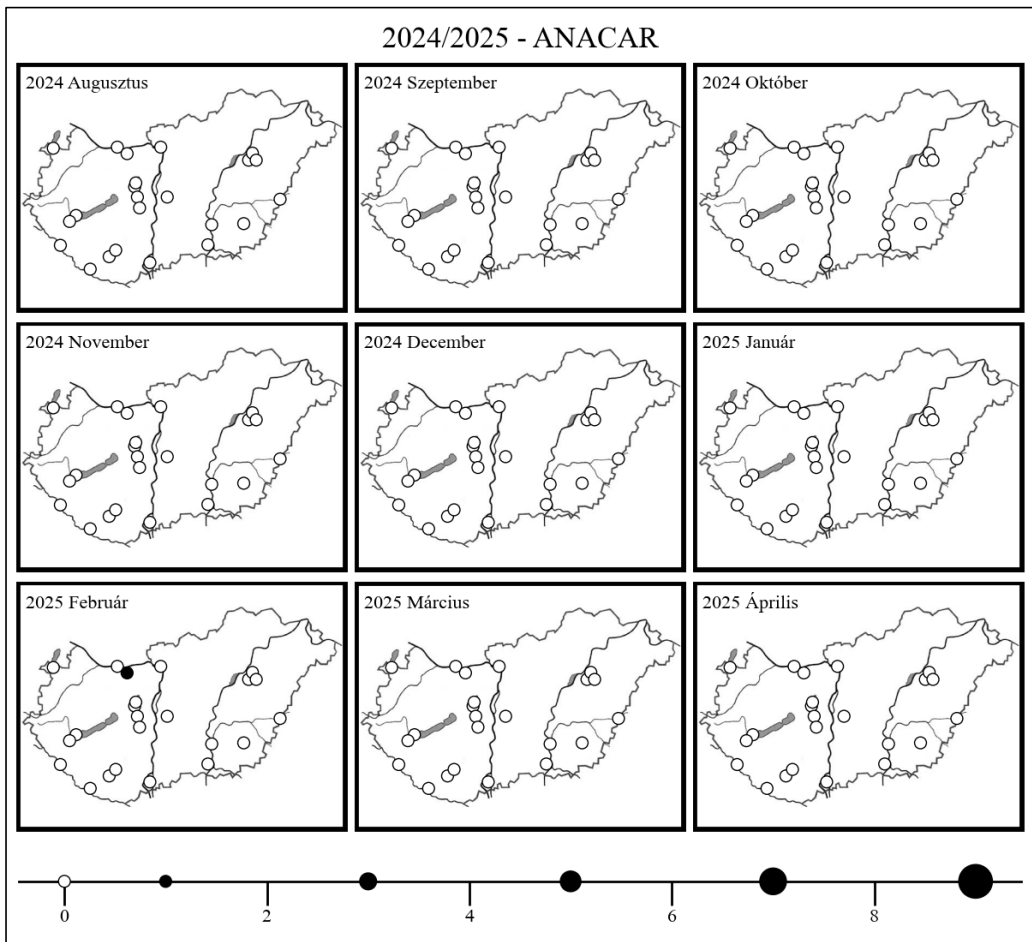 2024/2025 - ANACAR
2024 Augusztus
2024 Szeptember
2024 Október
2024 November
2024 December
2025 Január
2025 Február
2025 Március
2025 Április
0 2 4 6 8